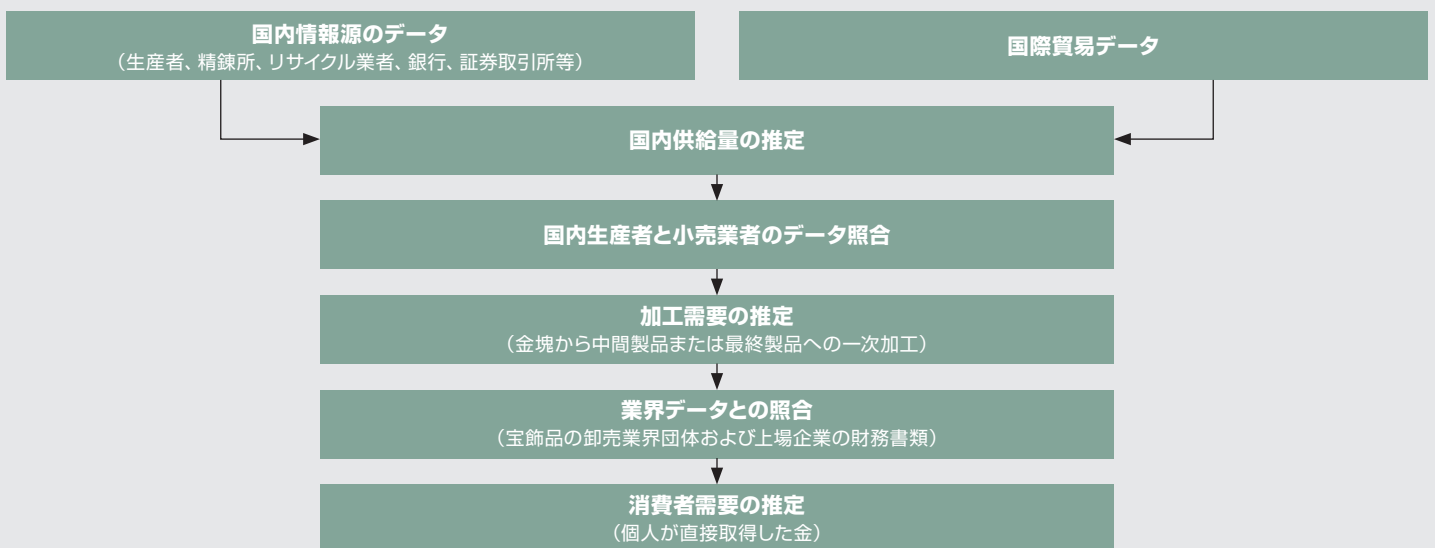 国内情報源のデータ
（生産者、精錬所、リサイクル業者、銀行、証券取引所等）
国際貿易データ
国内供給量の推定
国内生産者と小売業者のデータ照合
加工需要の推定
（金塊から中間製品または最終製品への一次加工）
業界データとの照合
（宝飾品の卸売業界団体および上場企業の財務書類）
消費者需要の推定
（個人が直接取得した金）